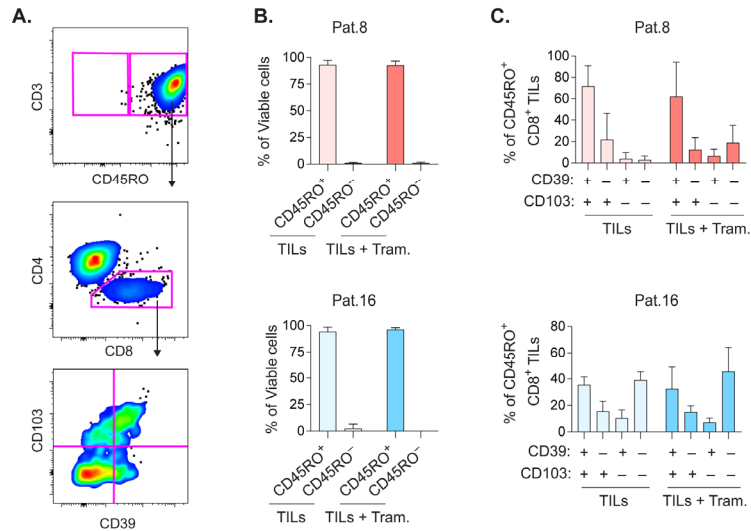 A.
CD3
CD45RO
CD4
CD8
CD103
CD39
B.
Pat.8
% of Viable cells
100
75
50
25
0
CD45RO⁺
CD45RO⁻
CD45RO⁺
CD45RO⁻
TILs
TILs + Tram.
Pat.16
% of Viable cells
100
75
50
25
0
CD45RO⁺
CD45RO⁻
CD45RO⁺
CD45RO⁻
TILs
TILs + Tram.
C.
Pat.8
% of CD45RO⁺
CD8⁺ TILs
100
80
60
40
20
0
CD39: + − + − + − + −
CD103: + + − − + + − −
TILs
TILs + Tram.
Pat.16
% of CD45RO⁺
CD8⁺ TILs
100
80
60
40
20
0
CD39: + − + − + − + −
CD103: + + − − + + − −
TILs
TILs + Tram.